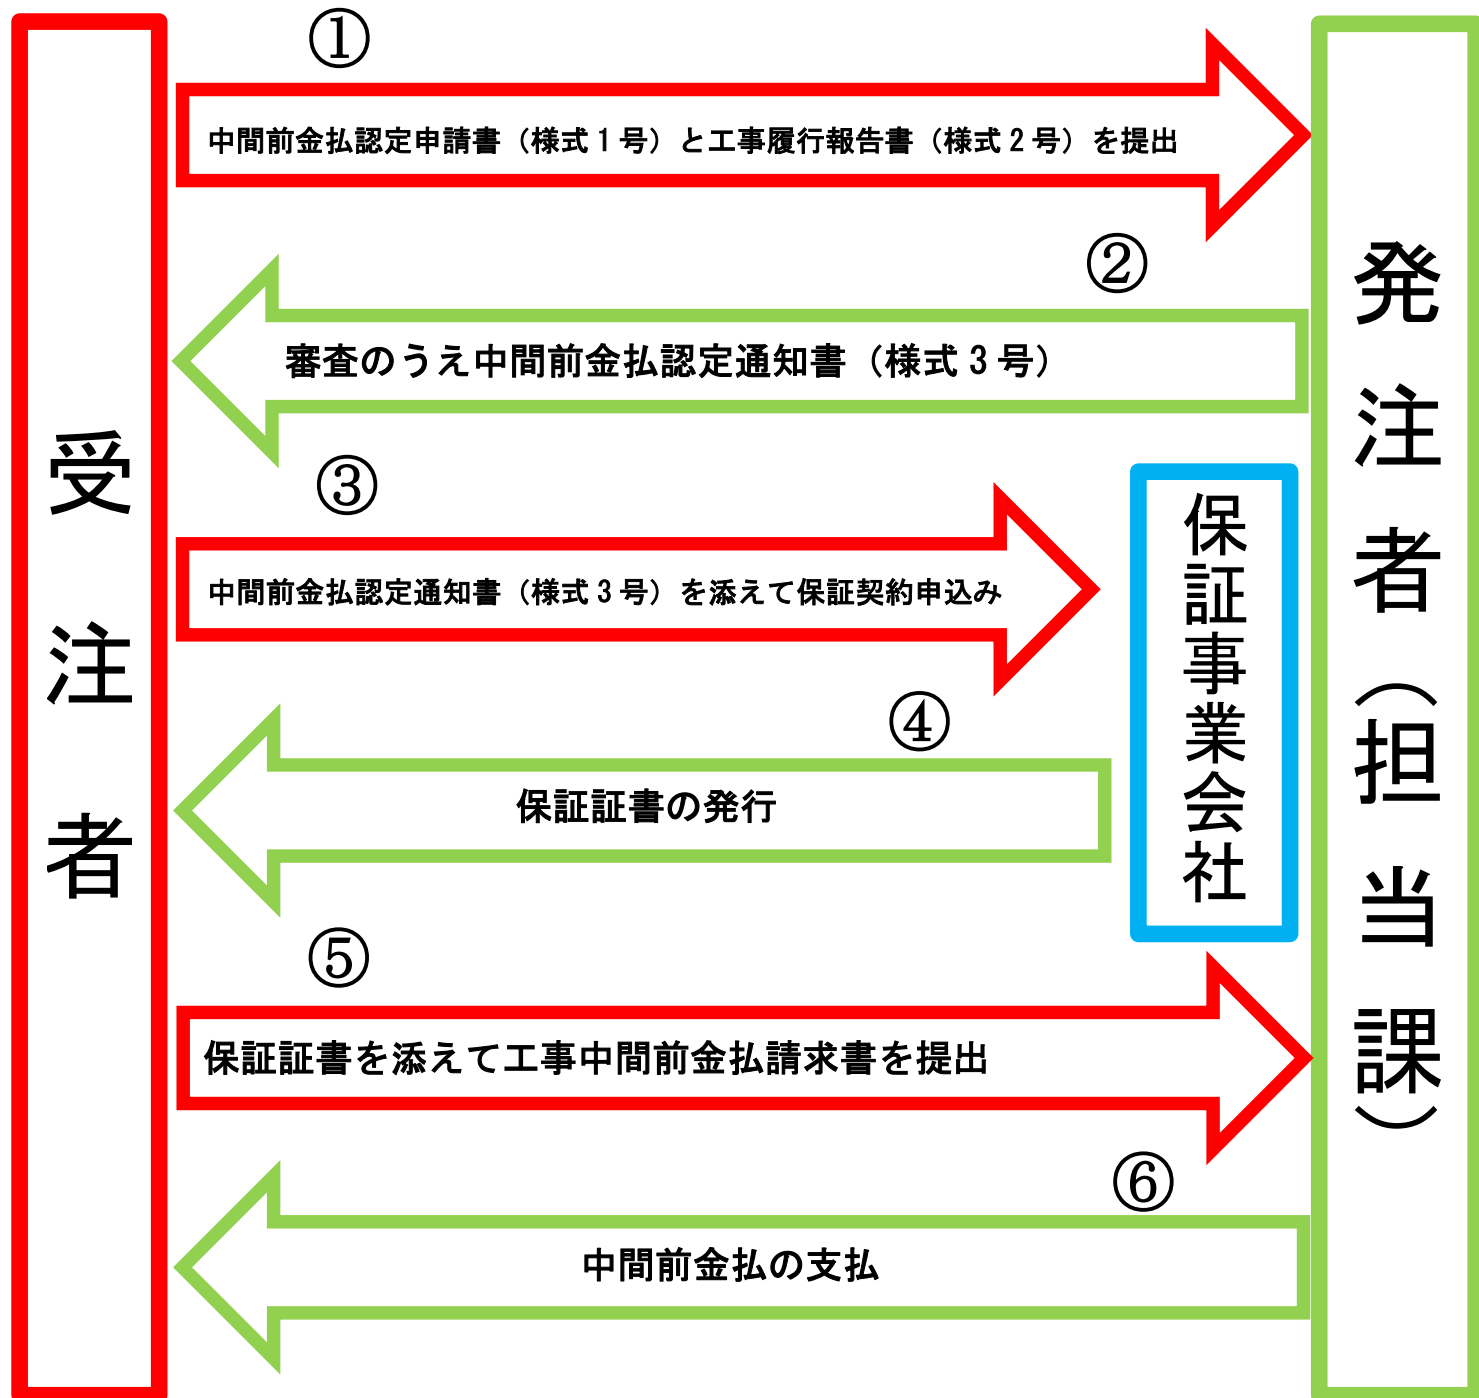 受注者
①
中間前金払認定申請書（様式１号）と工事履行報告書（様式２号）を提出
②
審査のうえ中間前金払認定通知書（様式３号）
③
中間前金払認定通知書（様式３号）を添えて保証契約申込み
保証事業会社
④
保証証書の発行
⑤
保証証書を添えて工事中間前金払請求書を提出
⑥
中間前金払の支払
発注者（担当課）